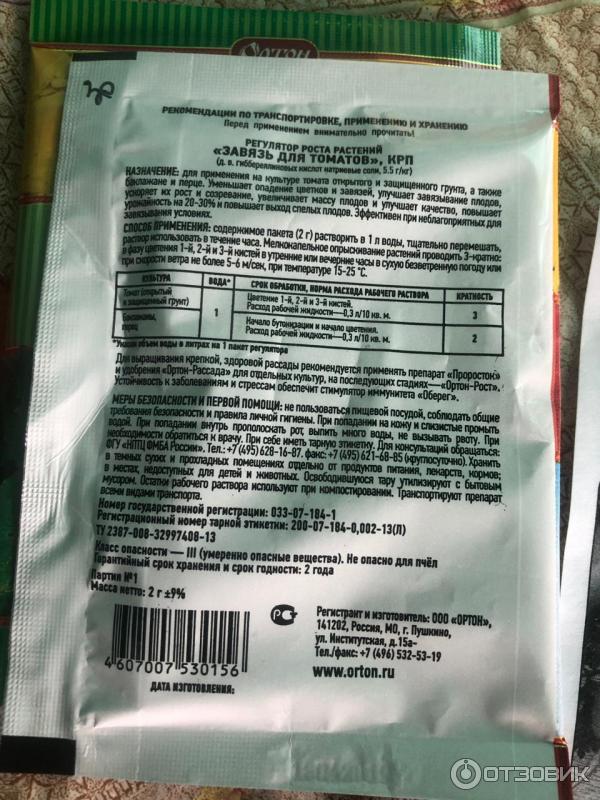 Ортон
РЕКОМЕНДАЦИИ ПО ТРАНСПОРТИРОВКЕ, ПРИМЕНЕНИЮ И ХРАНЕНИЮ
Перед применением внимательно прочитать!
РЕГУЛЯТОР РОСТА РАСТЕНИЙ
«ЗАВЯЗЬ ДЛЯ ТОМАТОВ», КРП
(д. в. гиббереллиновых кислот натриевые соли, 5,5 г/кг)
НАЗНАЧЕНИЕ: для применения на культуре томата открытого и защищенного грунта, а также
баклажане и перце. Уменьшает опадение цветков и завязей, улучшает завязывание плодов,
ускоряет их рост и созревание, увеличивает массу плодов и улучшает качество, повышает
урожайность на 20-30% и повышает выход спелых плодов. Эффективен при неблагоприятных для
завязывания условиях.
СПОСОБ ПРИМЕНЕНИЯ: содержимое пакета (2 г) растворить в 1 л воды, тщательно перемешать,
раствор использовать в течение часа. Мелкокапельное опрыскивание растений проводить 3-кратно:
в фазу цветения 1-й, 2-й и 3-й кистей в утренние или вечерние часы в сухую безветренную погоду или
при скорости ветра не более 5-6 м/сек, при температуре 15-25 °С.
КУЛЬТУРА ВОДА* СРОК ОБРАБОТКИ, НОРМА РАСХОДА РАБОЧЕГО РАСТВОРА КРАТНОСТЬ
Томат (открытый
и защищенный грунт) 1 Цветение 1-й, 2-й и 3-й кистей.
Расход рабочей жидкости—0,3 л/10 кв. м. 3
Баклажаны,
перец Начало бутонизации и начало цветения.
Расход рабочей жидкости—0,3 л/10 кв. м. 2
*Указан объем воды в литрах на 1 пакет регулятора
Для выращивания крепкой, здоровой рассады рекомендуется применять препарат «Проросток»
и удобрения «Ортон-Рассада» для отдельных культур, на последующих стадиях—«Ортон-Рост».
Устойчивость к заболеваниям и стрессам обеспечит стимулятор иммунитета «Оберег».
МЕРЫ БЕЗОПАСНОСТИ И ПЕРВОЙ ПОМОЩИ: не пользоваться пищевой посудой, соблюдать общие
требования безопасности и правила личной гигиены. При попадании на кожу и слизистые промыть
водой. При попадании внутрь прополоскать рот, выпить много воды, не вызывать рвоту. При
необходимости обратиться к врачу. При себе иметь тарную этикетку. Для консультаций обращаться:
ФГУ «НПТЦ ФМБА России». Тел.: +7 (495) 628-16-87. факс: +7 (495) 621-68-85 (круглосуточно). Хранить
в темных сухих и прохладных помещениях отдельно от продуктов питания, лекарств, кормов;
в местах, недоступных для детей и животных. Освободившуюся тару утилизируют с бытовым
мусором. Остатки рабочего раствора используют при компостировании. Транспортируют препарат
всеми видами транспорта.
Номер государственной регистрации: 033-07-184-1
Регистрационный номер тарной этикетки: 200-07-184-0,002-13(Л)
ТУ 2387-008-32997408-13
Класс опасности — III (умеренно опасные вещества). Не опасно для пчёл
Гарантийный срок хранения и срок годности: 2 года
Партия №1
Масса нетто: 2 г ±9%
4 607007 530156
ДАТА ИЗГОТОВЛЕНИЯ:
Регистрант и изготовитель: ООО «ОРТОН»,
141202, Россия, МО, г. Пушкино,
ул. Институтская, д.15а-
Тел./факс: +7 (496) 532-53-19
www.orton.ru
ОТЗОВИК